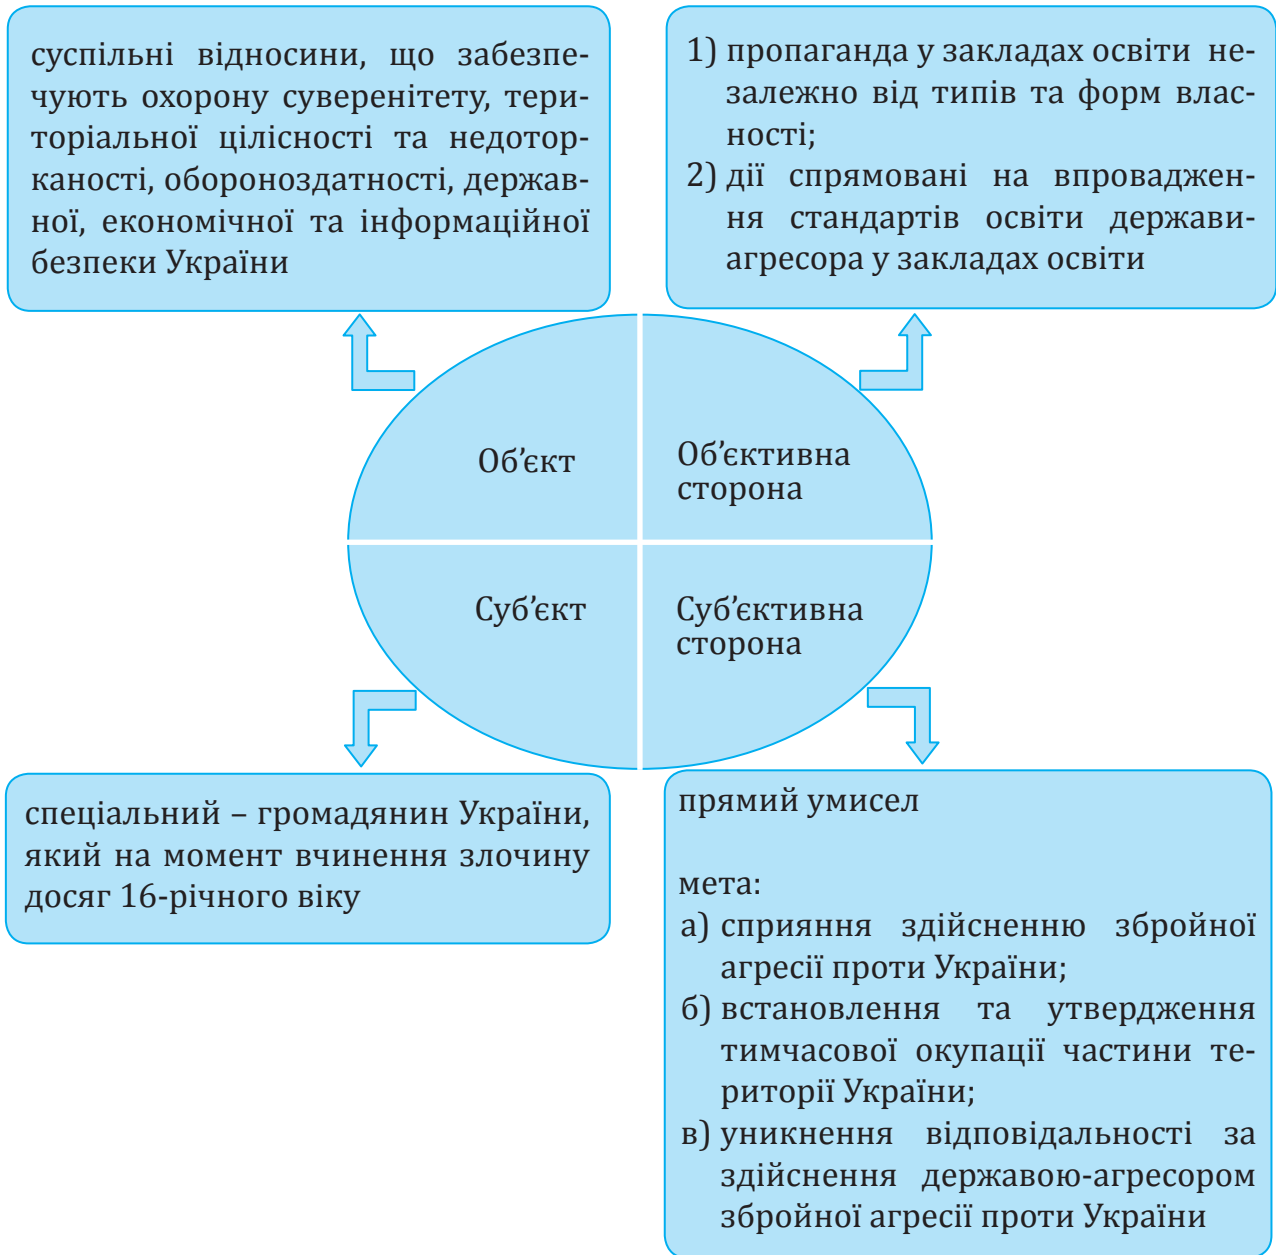 суспільні відносини, що забезпе-
чують охорону суверенітету, тери-
торіальної цілісності та недотор-
каності, обороноздатності, держав-
ної, економічної та інформаційної
безпеки України
1) пропаганда у закладах освіти не-
залежно від типів та форм влас-
ності;
2) дії спрямовані на впроваджен-
ня стандартів освіти держави-
агресора у закладах освіти
Об’єкт
Об’єктивна
сторона
Суб’єкт
Суб’єктивна
сторона
спеціальний – громадянин України,
який на момент вчинення злочину
досяг 16-річного віку
прямий умисел
мета:
а) сприяння здійсненню збройної
агресії проти України;
б) встановлення та утвердження
тимчасової окупації частини те-
риторії України;
в) уникнення відповідальності за
здійснення державою-агресором
збройної агресії проти України